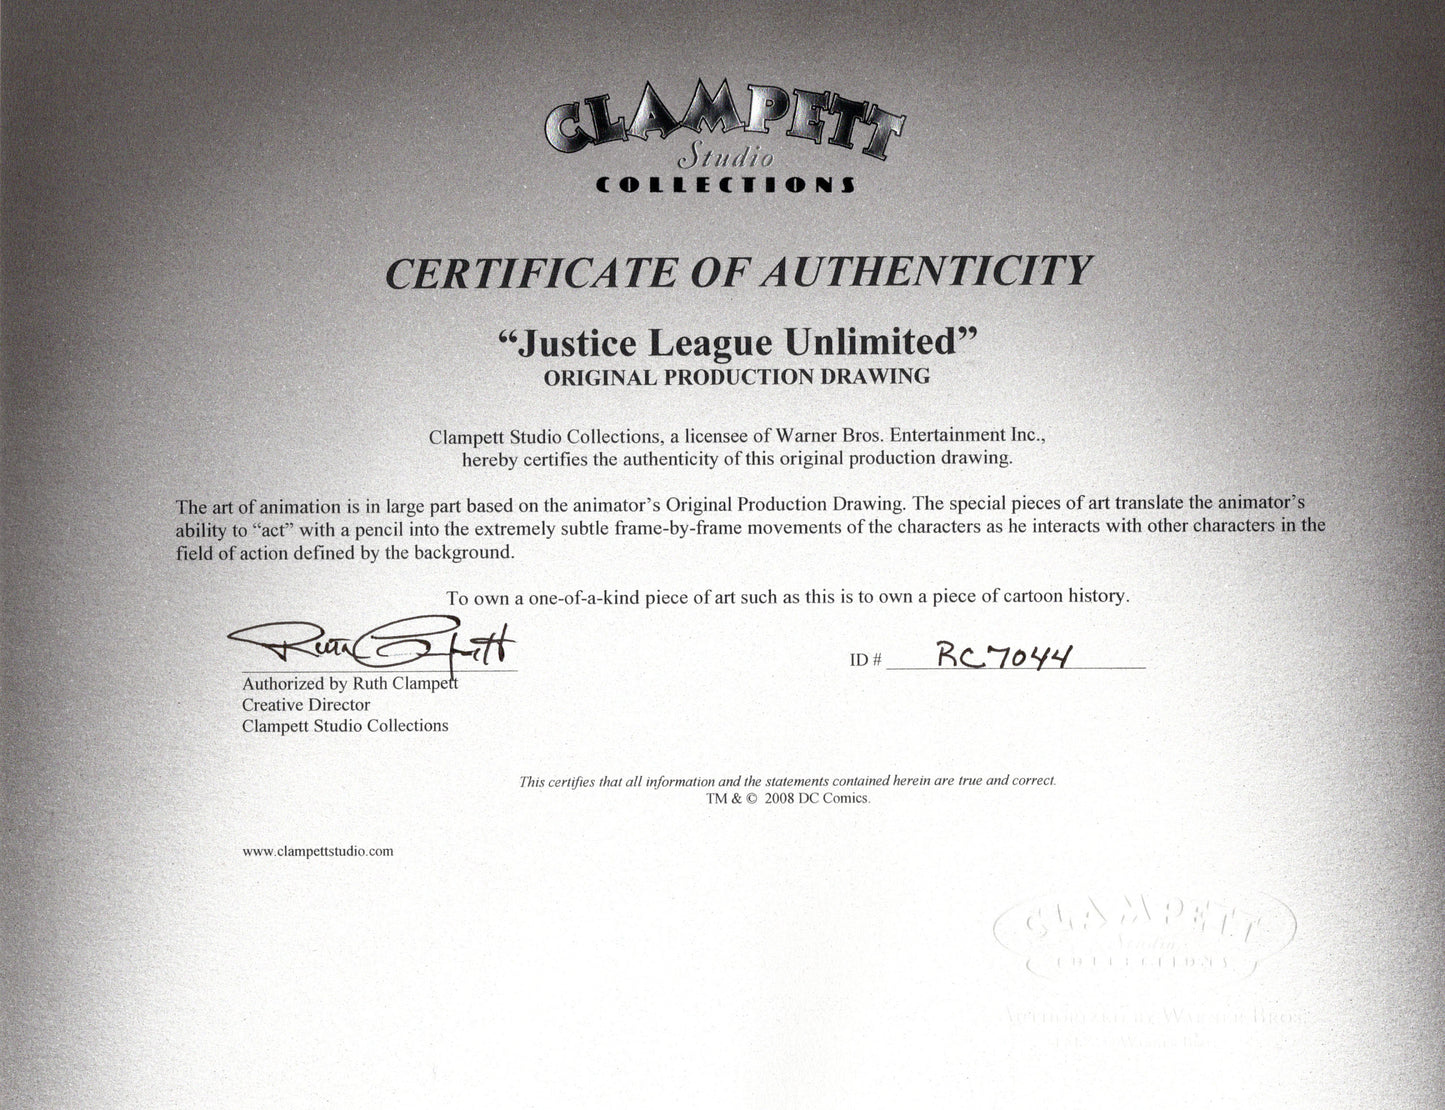 CLAMPETT
Studio
COLLECTIONS
CERTIFICATE OF AUTHENTICITY
“Justice League Unlimited”
ORIGINAL PRODUCTION DRAWING
Clampett Studio Collections, a licensee of Warner Bros. Entertainment Inc.,
hereby certifies the authenticity of this original production drawing.
The art of animation is in large part based on the animator’s Original Production Drawing. The special pieces of art translate the animator’s
ability to “act” with a pencil into the extremely subtle frame-by-frame movements of the characters as he interacts with other characters in the
field of action defined by the background.
To own a one-of-a-kind piece of art such as this is to own a piece of cartoon history.
Ruth Clampett
ID # RC7044
Authorized by Ruth Clampett
Creative Director
Clampett Studio Collections
This certifies that all information and the statements contained herein are true and correct.
TM & © 2008 DC Comics.
www.clampettstudio.com
CLAMPETT
Studio
COLLECTIONS
AUTHORIZED BY WARNER BROS.